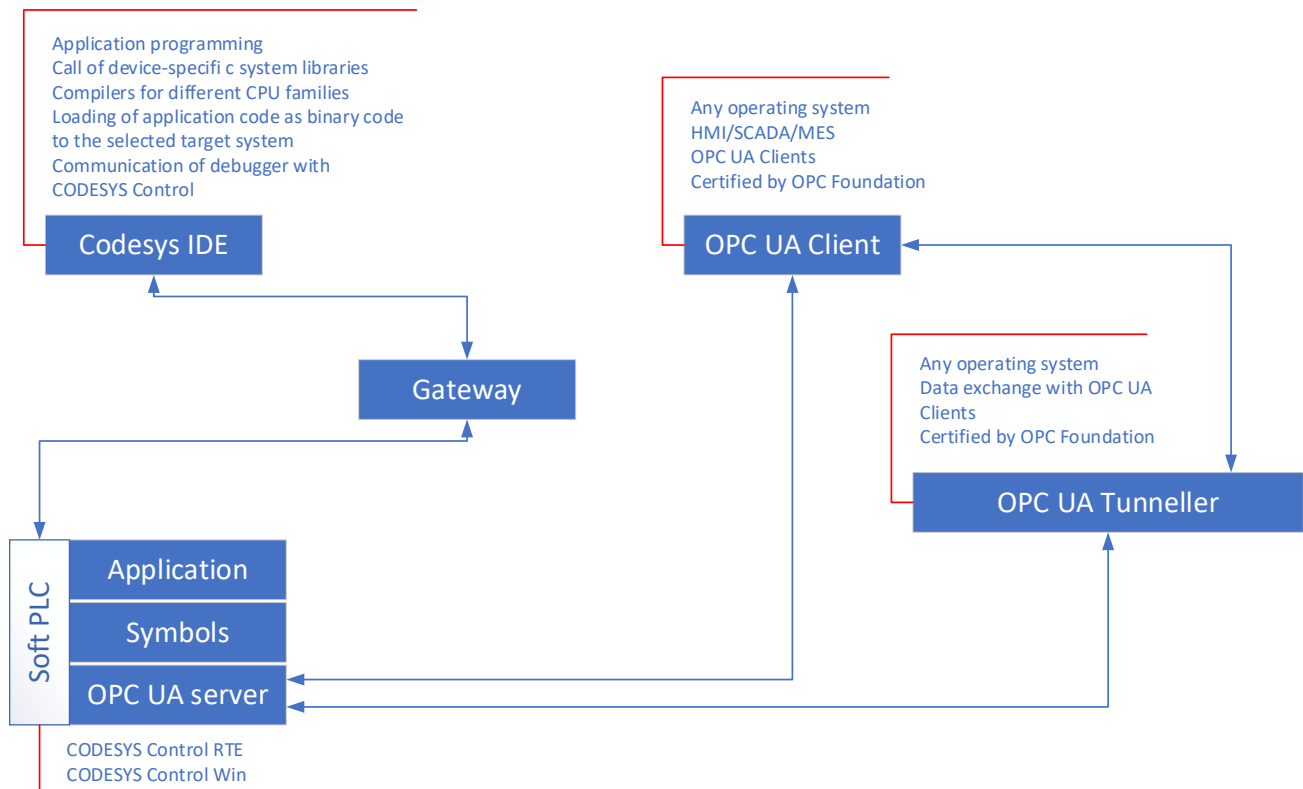 Application programming
Call of device-specifi c system libraries
Compilers for different CPU families
Loading of application code as binary code
to the selected target system
Communication of debugger with
CODESYS Control
Codesys IDE
Any operating system
HMI/SCADA/MES
OPC UA Clients
Certified by OPC Foundation
OPC UA Client
Gateway
Any operating system
Data exchange with OPC UA
Clients
Certified by OPC Foundation
OPC UA Tunneller
Soft PLC
Application
Symbols
OPC UA server
CODESYS Control RTE
CODESYS Control Win